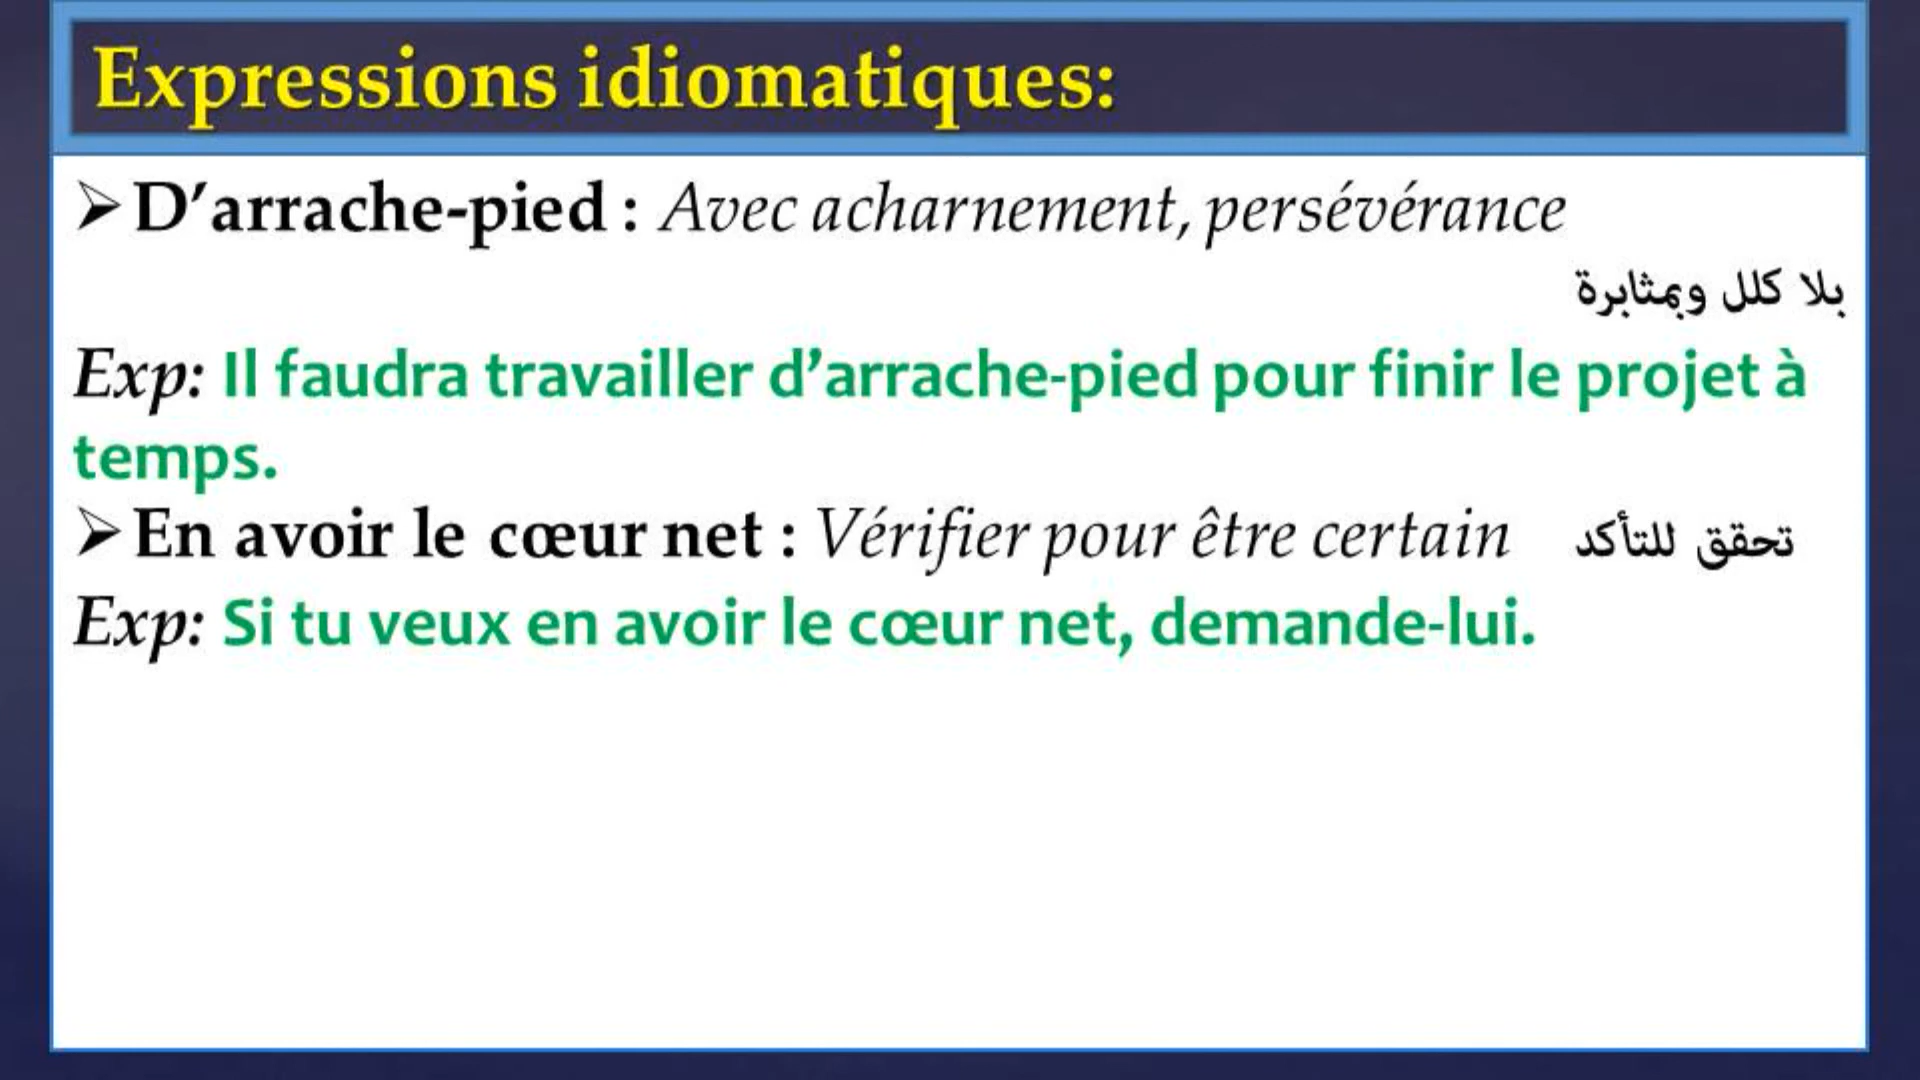 Expressions idiomatiques:
➢D’arrache-pied : Avec acharnement, persévérance
بلا كلل وبمثابرة
Exp: Il faudra travailler d’arrache-pied pour finir le projet à
temps.
➢En avoir le cœur net : Vérifier pour être certain تحقق للتأكد
Exp: Si tu veux en avoir le cœur net, demande-lui.